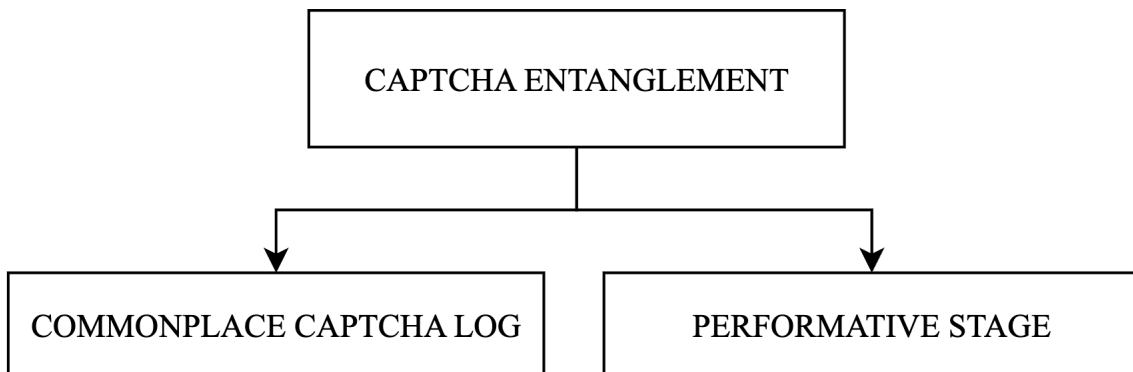 CAPTCHA ENTANGLEMENT
COMMONPLACE CAPTCHA LOG
PERFORMATIVE STAGE